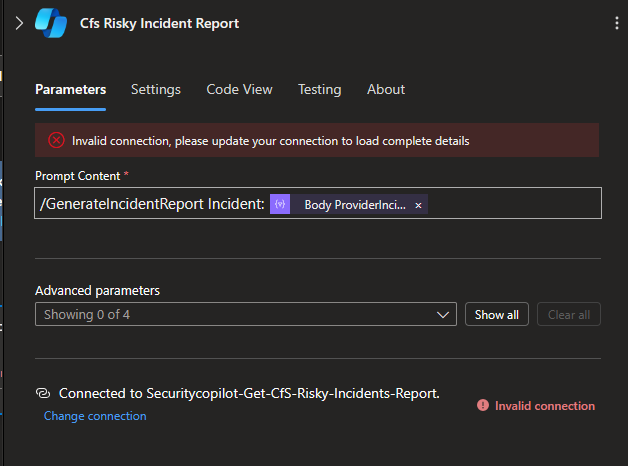 Cfs Risky Incident Report
Parameters Settings Code View Testing About
Invalid connection, please update your connection to load complete details
Prompt Content *
/GenerateIncidentReport Incident: {v} Body ProviderInci... ×
Advanced parameters
Showing 0 of 4 Show all Clear all
Connected to Securitycopilot-Get-CfS-Risky-Incidents-Report.
Invalid connection
Change connection